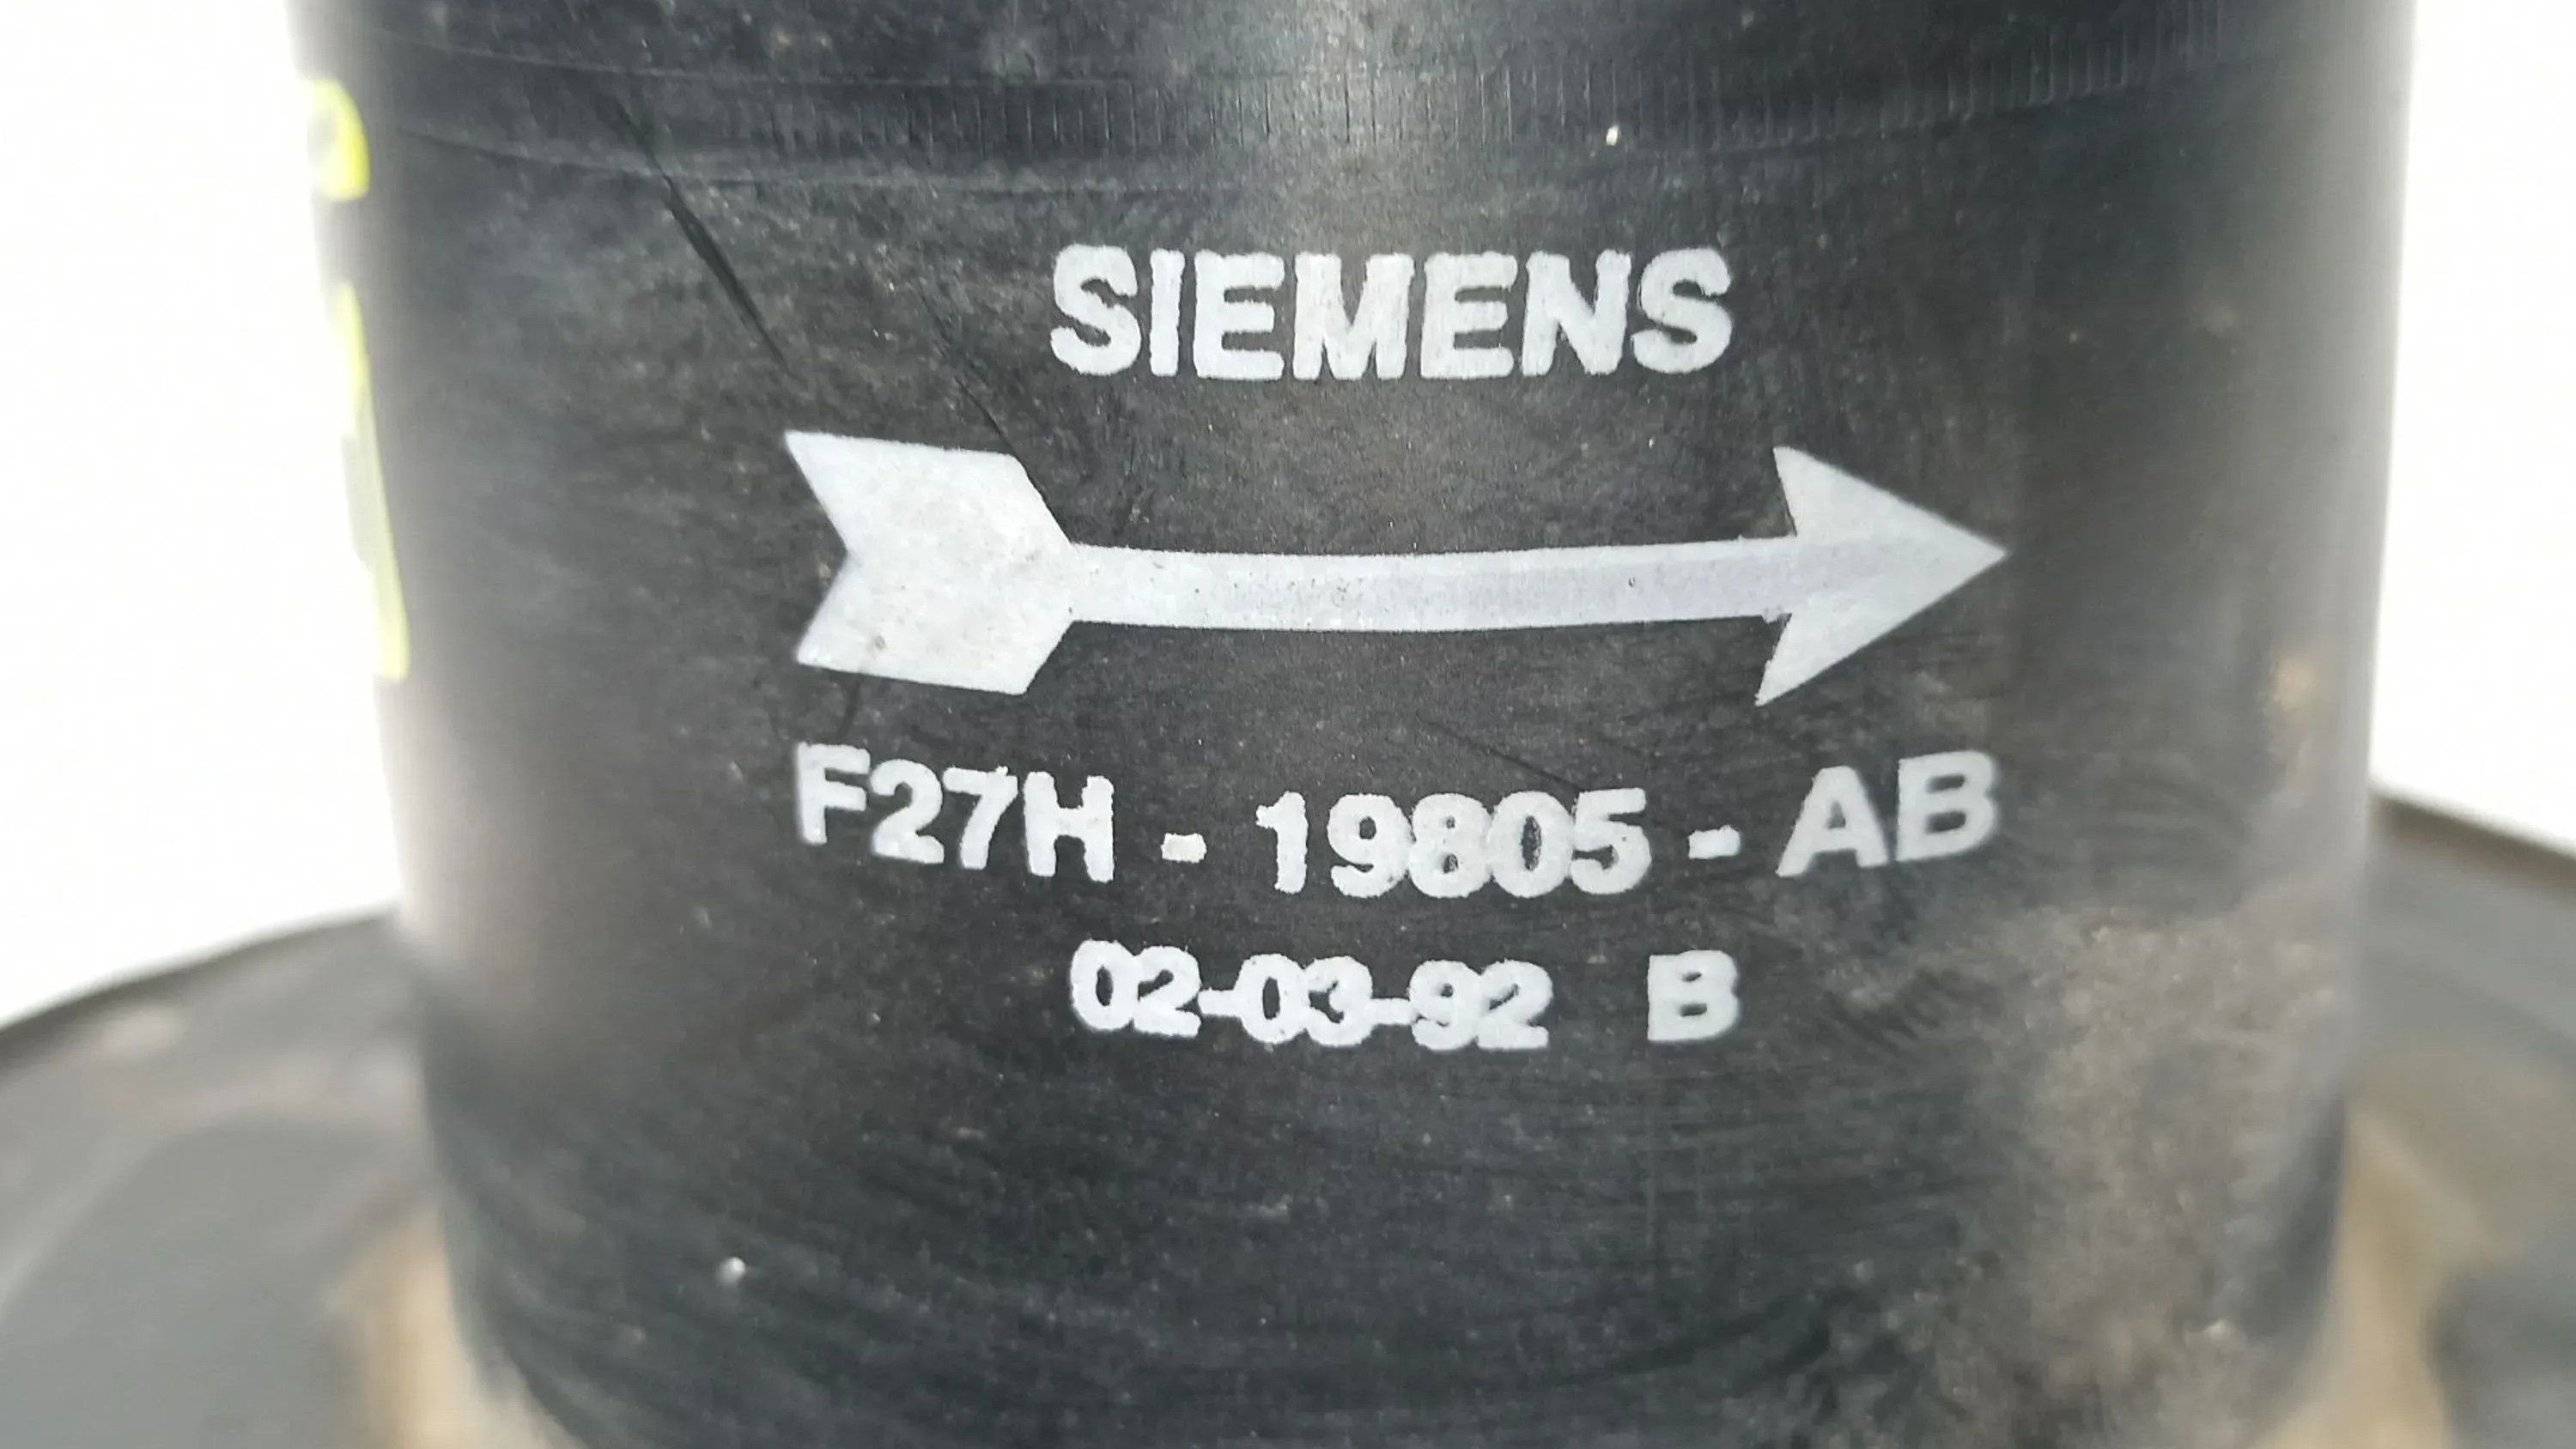 SIEMENS
F27H - 19805 - AB
02-03-92 B